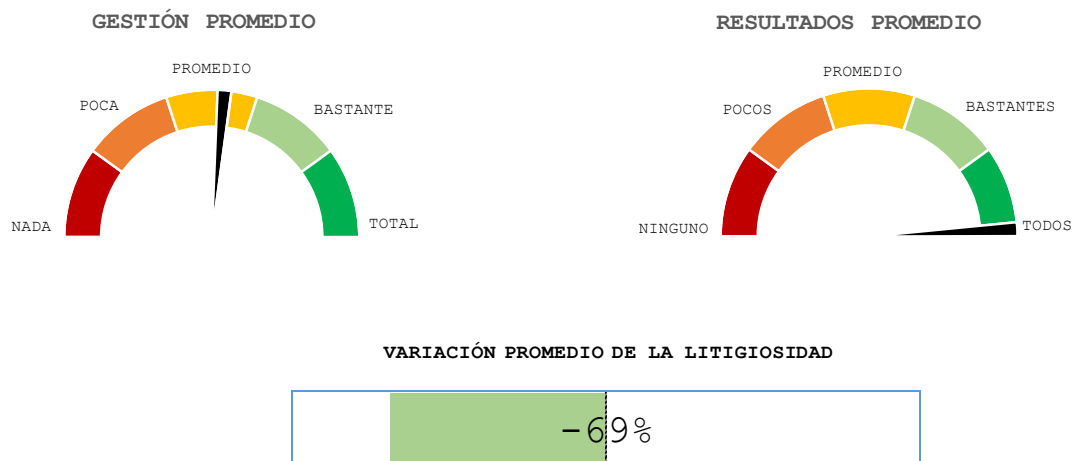 GESTIÓN PROMEDIO
PROMEDIO
POCA
BASTANTE
NADA
TOTAL
RESULTADOS PROMEDIO
PROMEDIO
POCOS
BASTANTES
NINGUNO
TODOS
VARIACIÓN PROMEDIO DE LA LITIGIOSIDAD
-69%